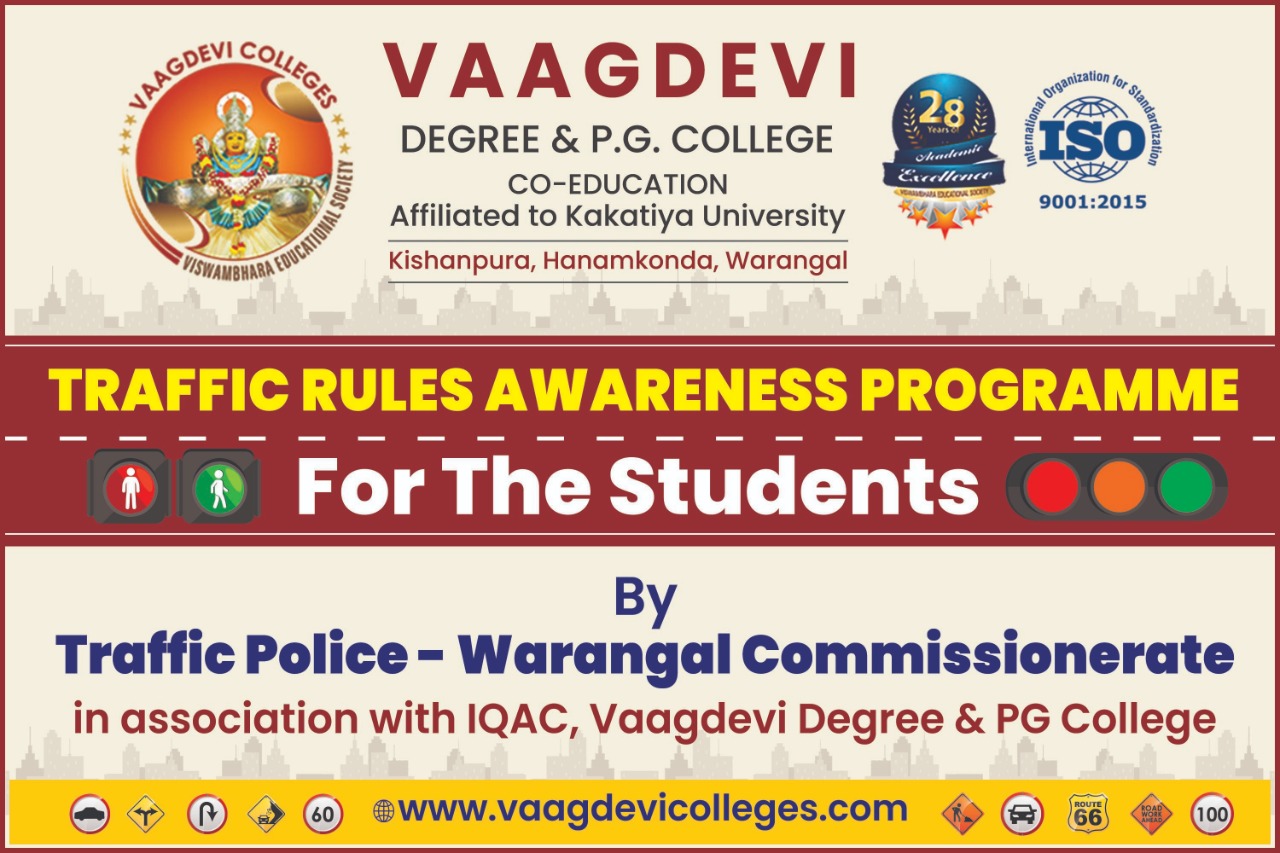 VAAGDEVI COLLEGES
VISWAMBHARA EDUCATIONAL SOCIETY
VAAGDEVI
DEGREE & P.G. COLLEGE
CO-EDUCATION
Affiliated to Kakatiya University
Kishanpura, Hanamkonda, Warangal
28
Years of
Academic
Excellence
VISWAMBHARA EDUCATIONAL SOCIETY
International Organization for Standardization
ISO
9001:2015
TRAFFIC RULES AWARENESS PROGRAMME
For The Students
By
Traffic Police - Warangal Commissionerate
in association with IQAC, Vaagdevi Degree & PG College
60
www.vaagdevicolleges.com
ROUTE
66
ROAD
WORK
AHEAD
100